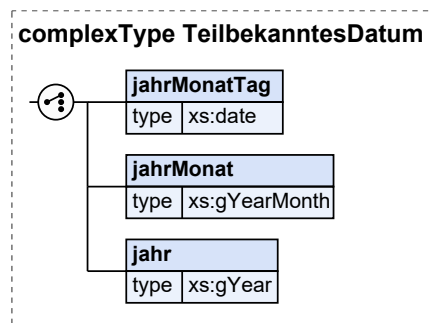 complexType TeilbekanntesDatum
jahrMonatTag
type xs:date
jahrMonat
type xs:gYearMonth
jahr
type xs:gYear